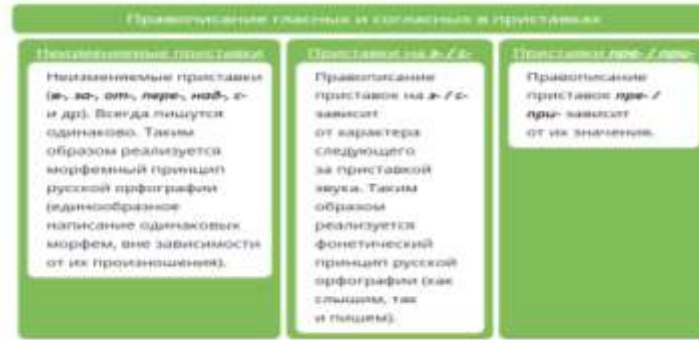 Правописание гласных и согласных в приставках
Неизменяемые приставки
Неизменяемые приставки
(в-, за-, от-, пере-, над-, с-
и др). Всегда пишутся
одинаково. Таким
образом реализуется
морфемный принцип
русской орфографии
(единообразное
написание одинаковых
морфем, вне зависимости
от их произношения).
Приставки на з- / с-
Правописание
приставок на з- / с-
зависит
от характера
следующего
за приставкой
звука. Таким
образом
реализуется
фонетический
принцип русской
орфографии (как
слышим, так
и пишем).
Приставки пре- / при-
Правописание
приставок пре- /
при- зависит
от их значения.